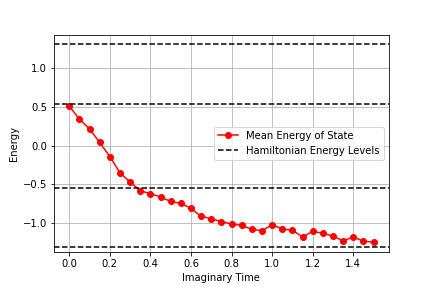 1.0
0.5
0.0
−0.5
−1.0
Energy
Mean Energy of State
Hamiltonian Energy Levels
0.0 0.2 0.4 0.6 0.8 1.0 1.2 1.4
Imaginary Time